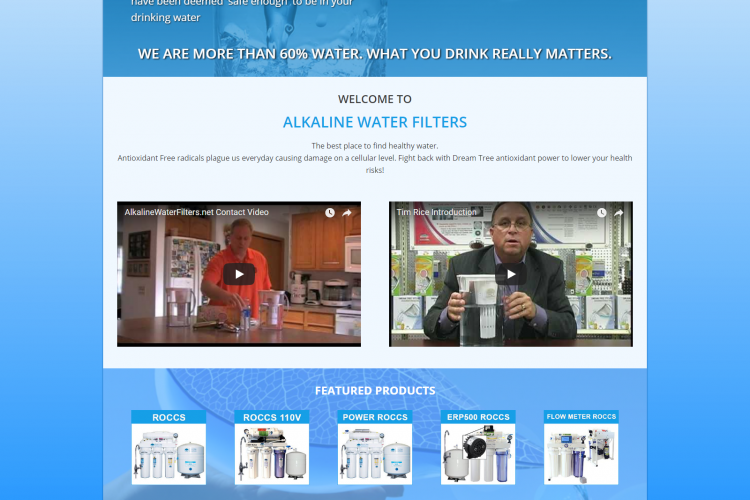 have been deemed 'safe enough' to be in your
drinking water
WE ARE MORE THAN 60% WATER. WHAT YOU DRINK REALLY MATTERS.
WELCOME TO
ALKALINE WATER FILTERS
The best place to find healthy water.
Antioxidant Free radicals plague us everyday causing damage on a cellular level. Fight back with Dream Tree antioxidant power to lower your health
risks!
AlkalineWaterFilters.net Contact Video
Tim Rice Introduction
FEATURED PRODUCTS
ROCCS
ROCCS 110V
POWER ROCCS
ERP500 ROCCS
FLOW METER ROCCS